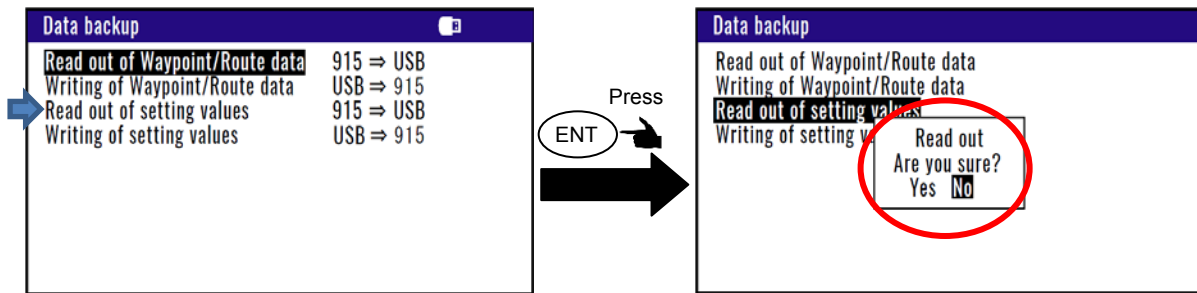 Data backup
Read out of Waypoint/Route data 915 ⇒ USB
Writing of Waypoint/Route data USB ⇒ 915
Read out of setting values 915 ⇒ USB
Writing of setting values USB ⇒ 915
Press
ENT
Data backup
Read out of Waypoint/Route data
Writing of Waypoint/Route data
Read out of setting values
Writing of setting v
Read out
Are you sure?
Yes No